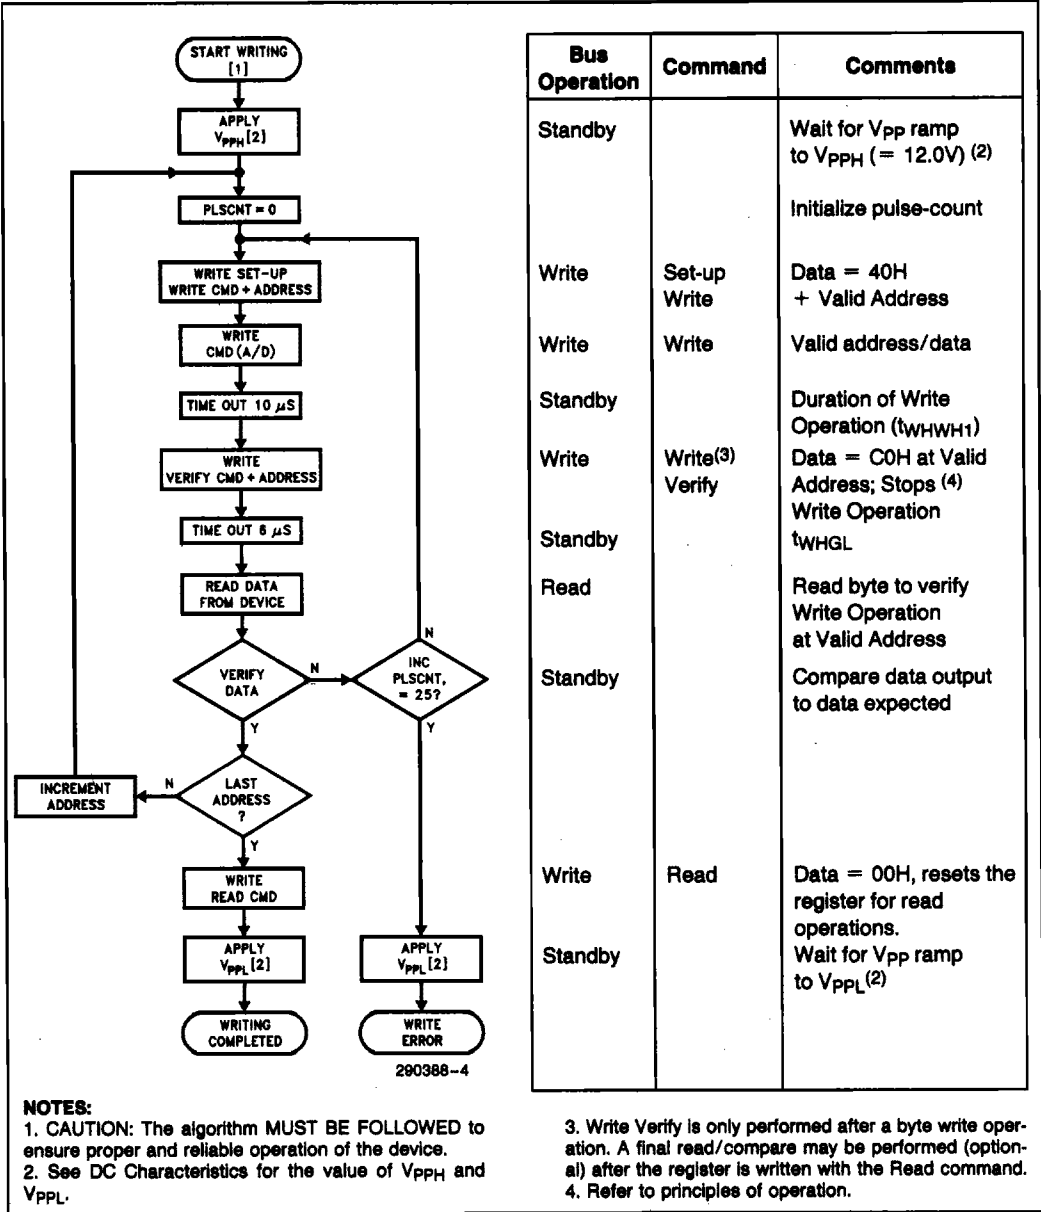 START WRITING
[1]
APPLY
VPPH[2]
PLSCNT = 0
WRITE SET-UP
WRITE CMD + ADDRESS
WRITE
CMD (A/D)
TIME OUT 10 μS
WRITE
VERIFY CMD + ADDRESS
TIME OUT 6 μS
READ DATA
FROM DEVICE
VERIFY
DATA
N
Y
INC
PLSCNT,
= 25?
N
Y
LAST
ADDRESS
?
N
Y
INCREMENT
ADDRESS
WRITE
READ CMD
APPLY
VPPL[2]
WRITING
COMPLETED
APPLY
VPPL[2]
WRITE
ERROR
290388-4
Bus
Operation
Command
Comments
Standby
Wait for VPP ramp
to VPPH (= 12.0V) (2)
Initialize pulse-count
Write
Set-up
Write
Data = 40H
+ Valid Address
Write
Write
Valid address/data
Standby
Duration of Write
Operation (tWHWH1)
Write
Write(3)
Verify
Data = C0H at Valid
Address; Stops (4)
Write Operation
Standby
tWHGL
Read
Read byte to verify
Write Operation
at Valid Address
Standby
Compare data output
to data expected
Write
Read
Data = 00H, resets the
register for read
operations.
Standby
Wait for VPP ramp
to VPPL(2)
NOTES:
1. CAUTION: The algorithm MUST BE FOLLOWED to
ensure proper and reliable operation of the device.
2. See DC Characteristics for the value of VPPH and
VPPL.
3. Write Verify is only performed after a byte write oper-
ation. A final read/compare may be performed (option-
al) after the register is written with the Read command.
4. Refer to principles of operation.